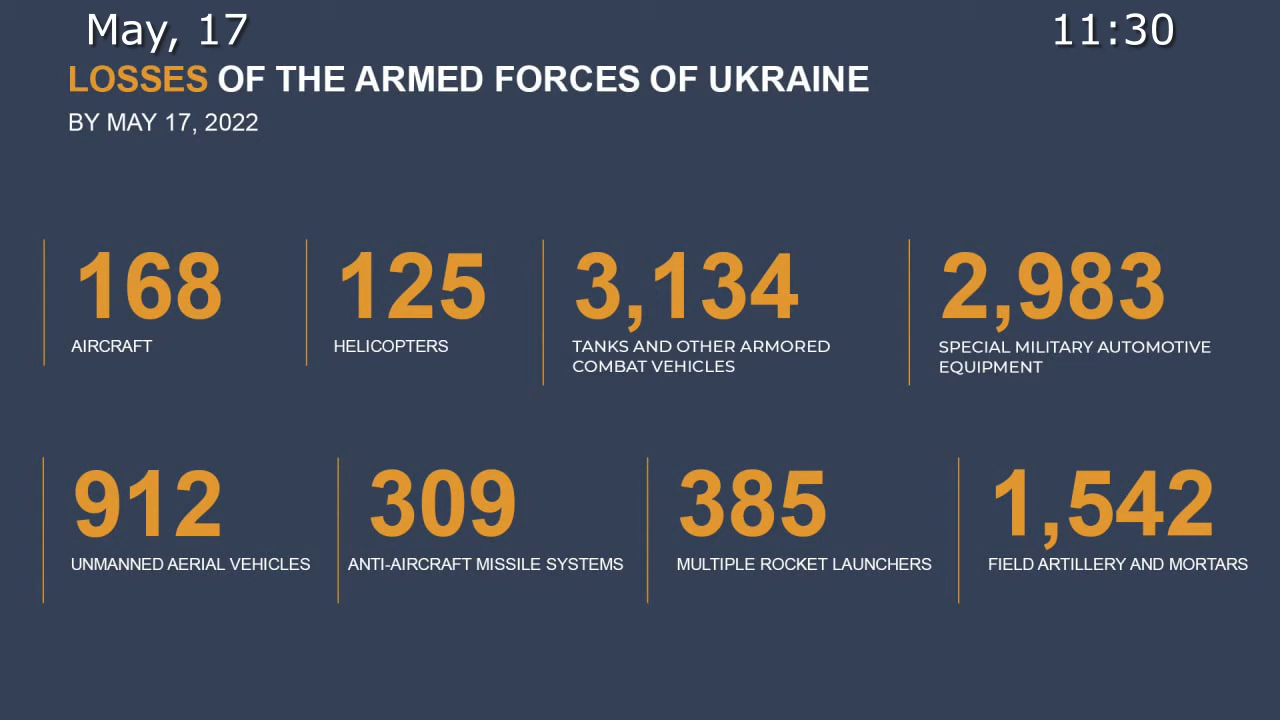 May, 17
11:30
LOSSES OF THE ARMED FORCES OF UKRAINE
BY MAY 17, 2022
168
AIRCRAFT
125
HELICOPTERS
3,134
TANKS AND OTHER ARMORED
COMBAT VEHICLES
2,983
SPECIAL MILITARY AUTOMOTIVE
EQUIPMENT
912
UNMANNED AERIAL VEHICLES
309
ANTI-AIRCRAFT MISSILE SYSTEMS
385
MULTIPLE ROCKET LAUNCHERS
1,542
FIELD ARTILLERY AND MORTARS